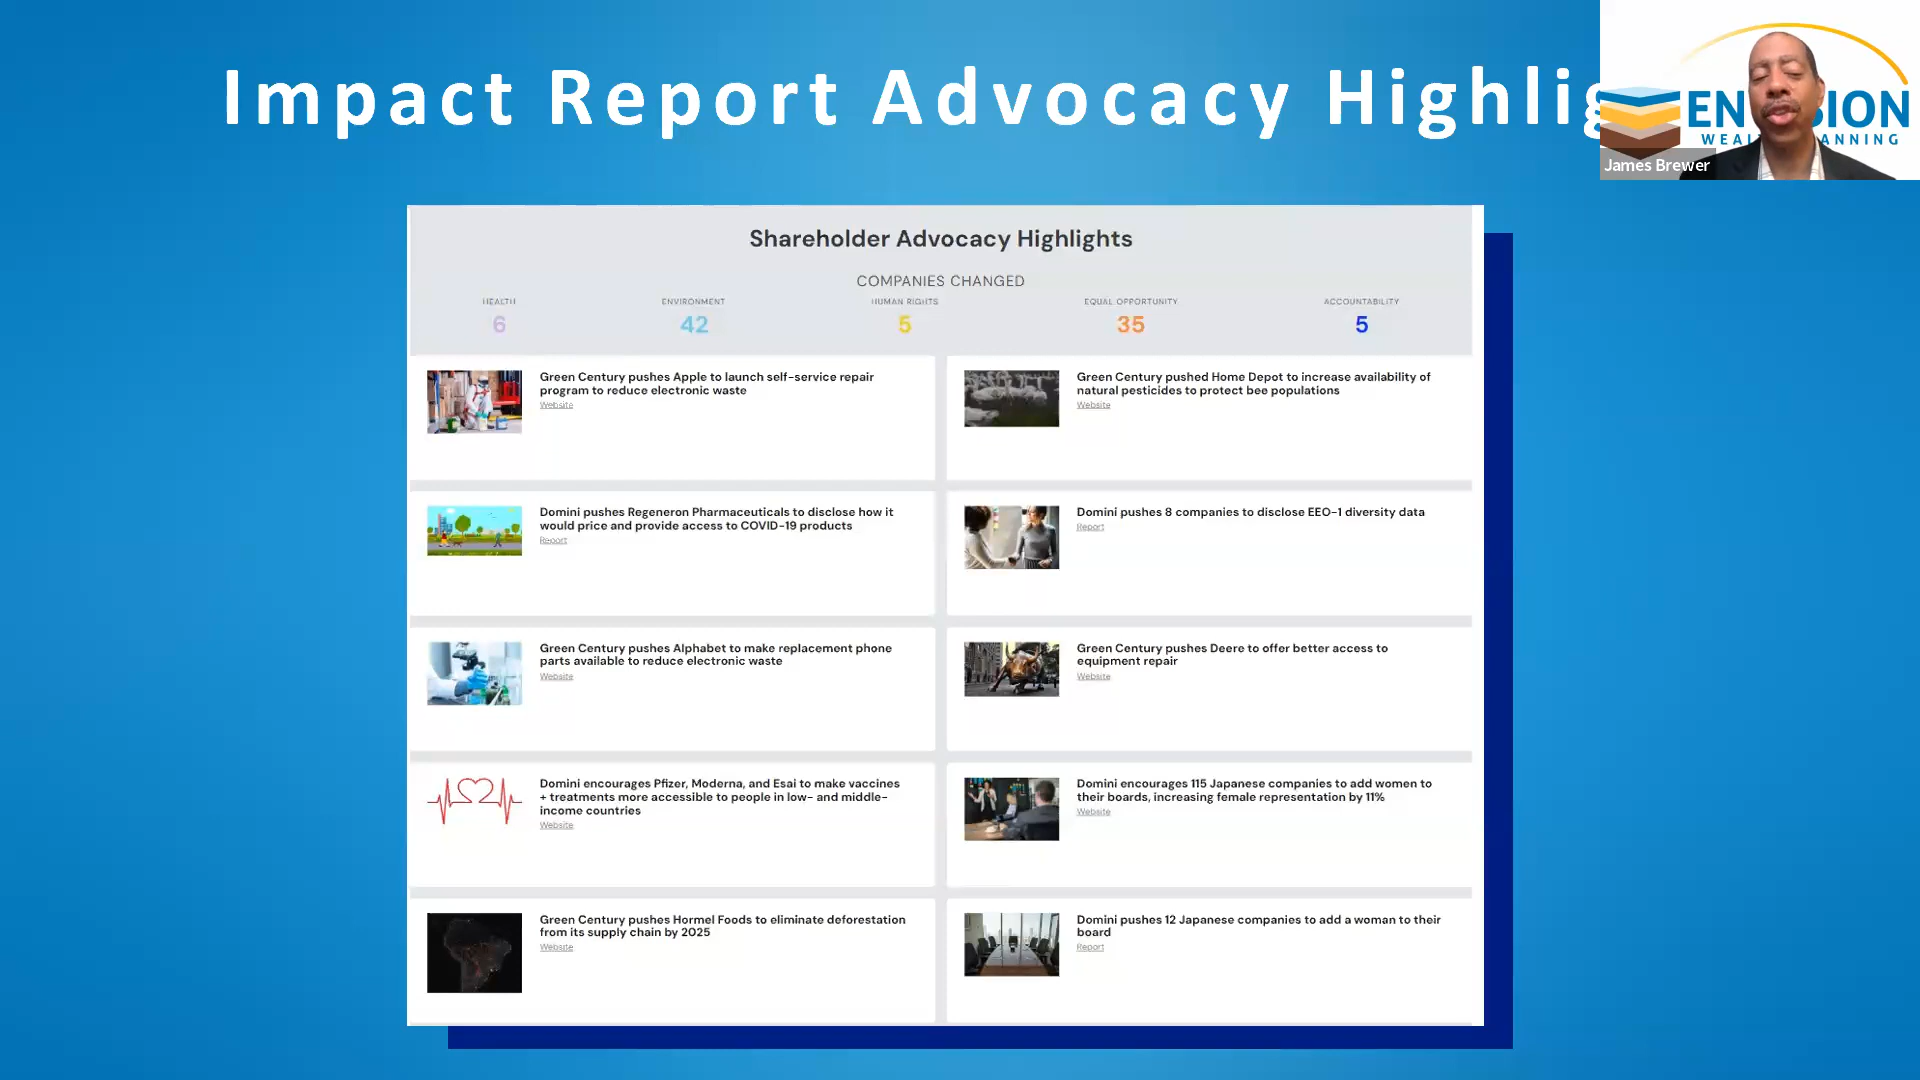 Impact Report Advocacy Highlig
EN ION
WEAL ANNING
James Brewer
Shareholder Advocacy Highlights
COMPANIES CHANGED
HEALTH
6
ENVIRONMENT
42
HUMAN RIGHTS
5
EQUAL OPPORTUNITY
35
ACCOUNTABILITY
5
Green Century pushes Apple to launch self-service repair
program to reduce electronic waste
Website
Green Century pushed Home Depot to increase availability of
natural pesticides to protect bee populations
Website
Domini pushes Regeneron Pharmaceuticals to disclose how it
would price and provide access to COVID-19 products
Report
Domini pushes 8 companies to disclose EEO-1 diversity data
Report
Green Century pushes Alphabet to make replacement phone
parts available to reduce electronic waste
Website
Green Century pushes Deere to offer better access to
equipment repair
Website
Domini encourages Pfizer, Moderna, and Esai to make vaccines
+ treatments more accessible to people in low- and middle-
income countries
Website
Domini encourages 115 Japanese companies to add women to
their boards, increasing female representation by 11%
Website
Green Century pushes Hormel Foods to eliminate deforestation
from its supply chain by 2025
Website
Domini pushes 12 Japanese companies to add a woman to their
board
Report